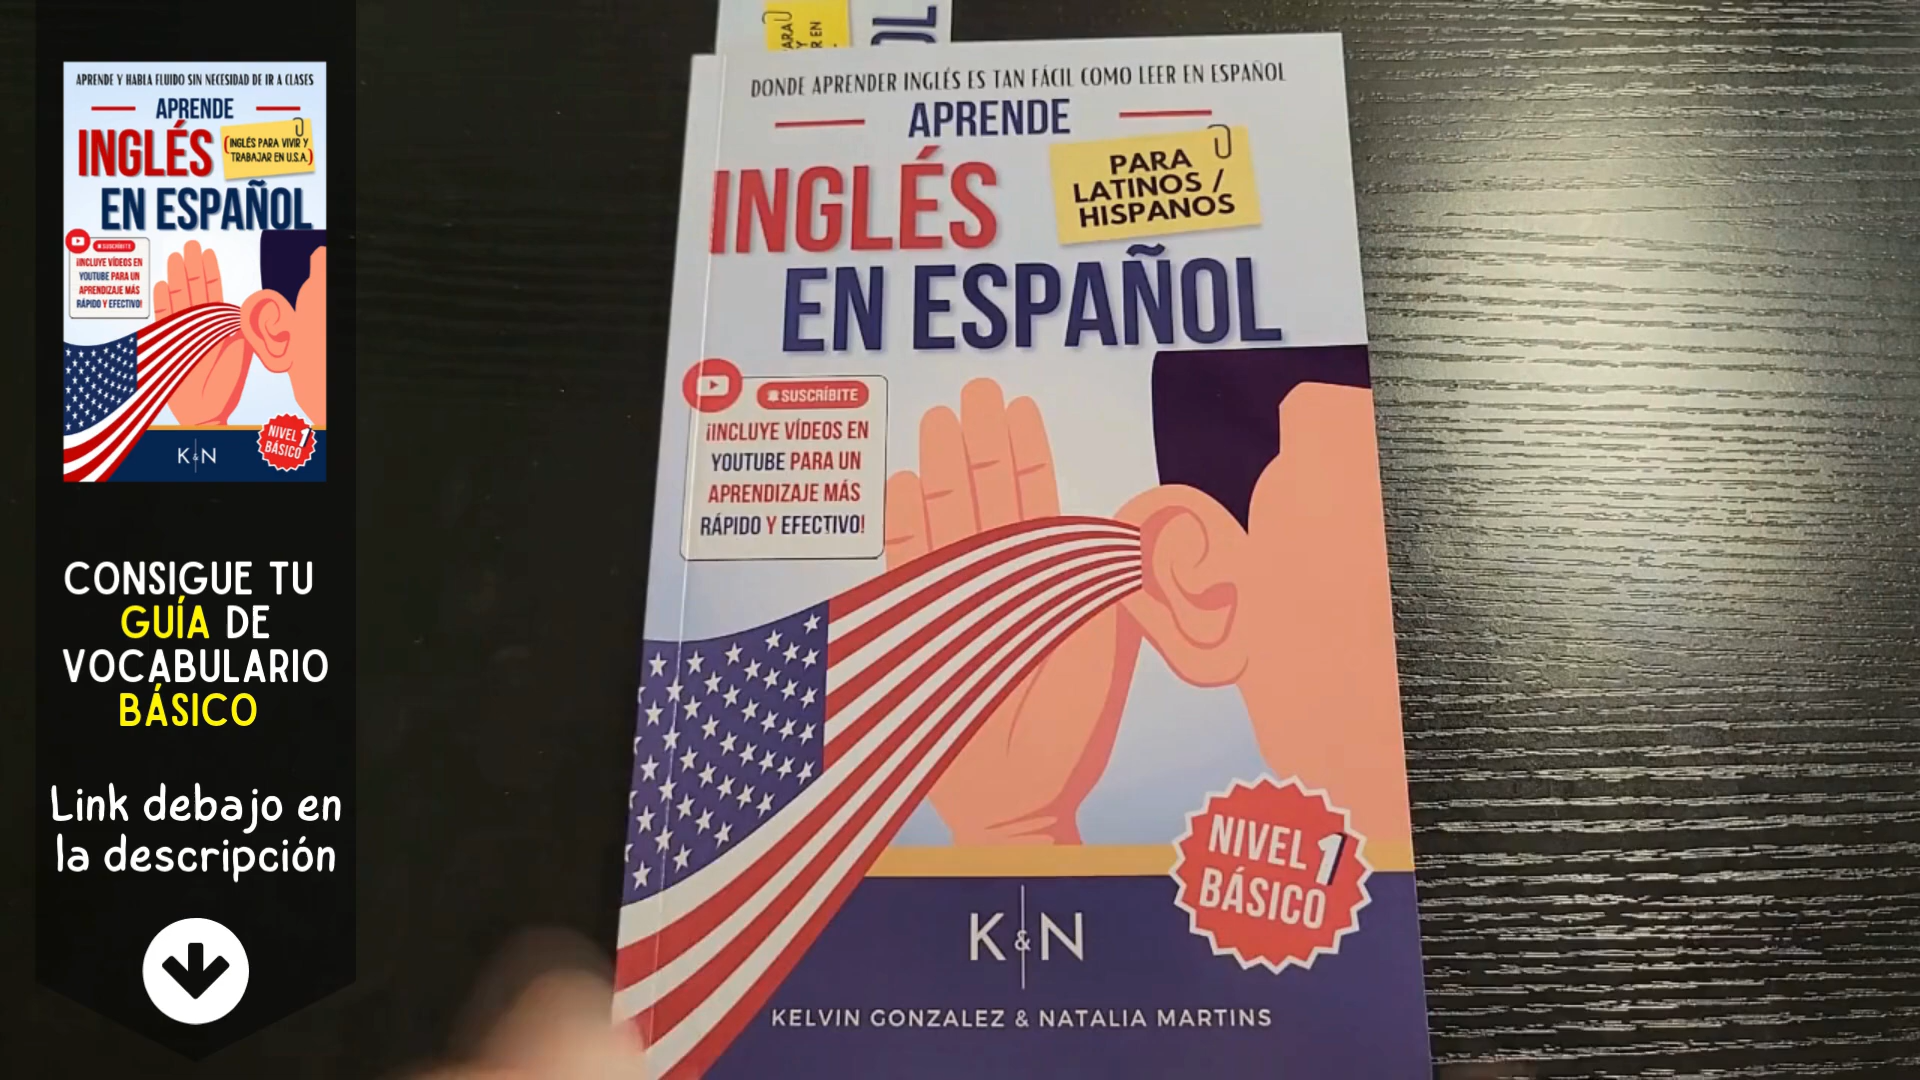 APRENDE Y HABLA FLUIDO SIN NECESIDAD DE IR A CLASES
APRENDE
INGLÉS
(INGLÉS PARA VIVIR Y
TRABAJAR EN U.S.A.)
EN ESPAÑOL
SUSCRÍBITE
¡INCLUYE VÍDEOS EN
YOUTUBE PARA UN
APRENDIZAJE MÁS
RÁPIDO Y EFECTIVO!
K&N
NIVEL 1
BÁSICO
CONSIGUE TU
GUÍA DE
VOCABULARIO
BÁSICO
Link debajo en
la descripción
DONDE APRENDER INGLÉS ES TAN FÁCIL COMO LEER EN ESPAÑOL
APRENDE
INGLÉS
PARA
LATINOS /
HISPANOS
EN ESPAÑOL
SUSCRÍBITE
¡INCLUYE VÍDEOS EN
YOUTUBE PARA UN
APRENDIZAJE MÁS
RÁPIDO Y EFECTIVO!
NIVEL 1
BÁSICO
K&N
KELVIN GONZALEZ & NATALIA MARTINS